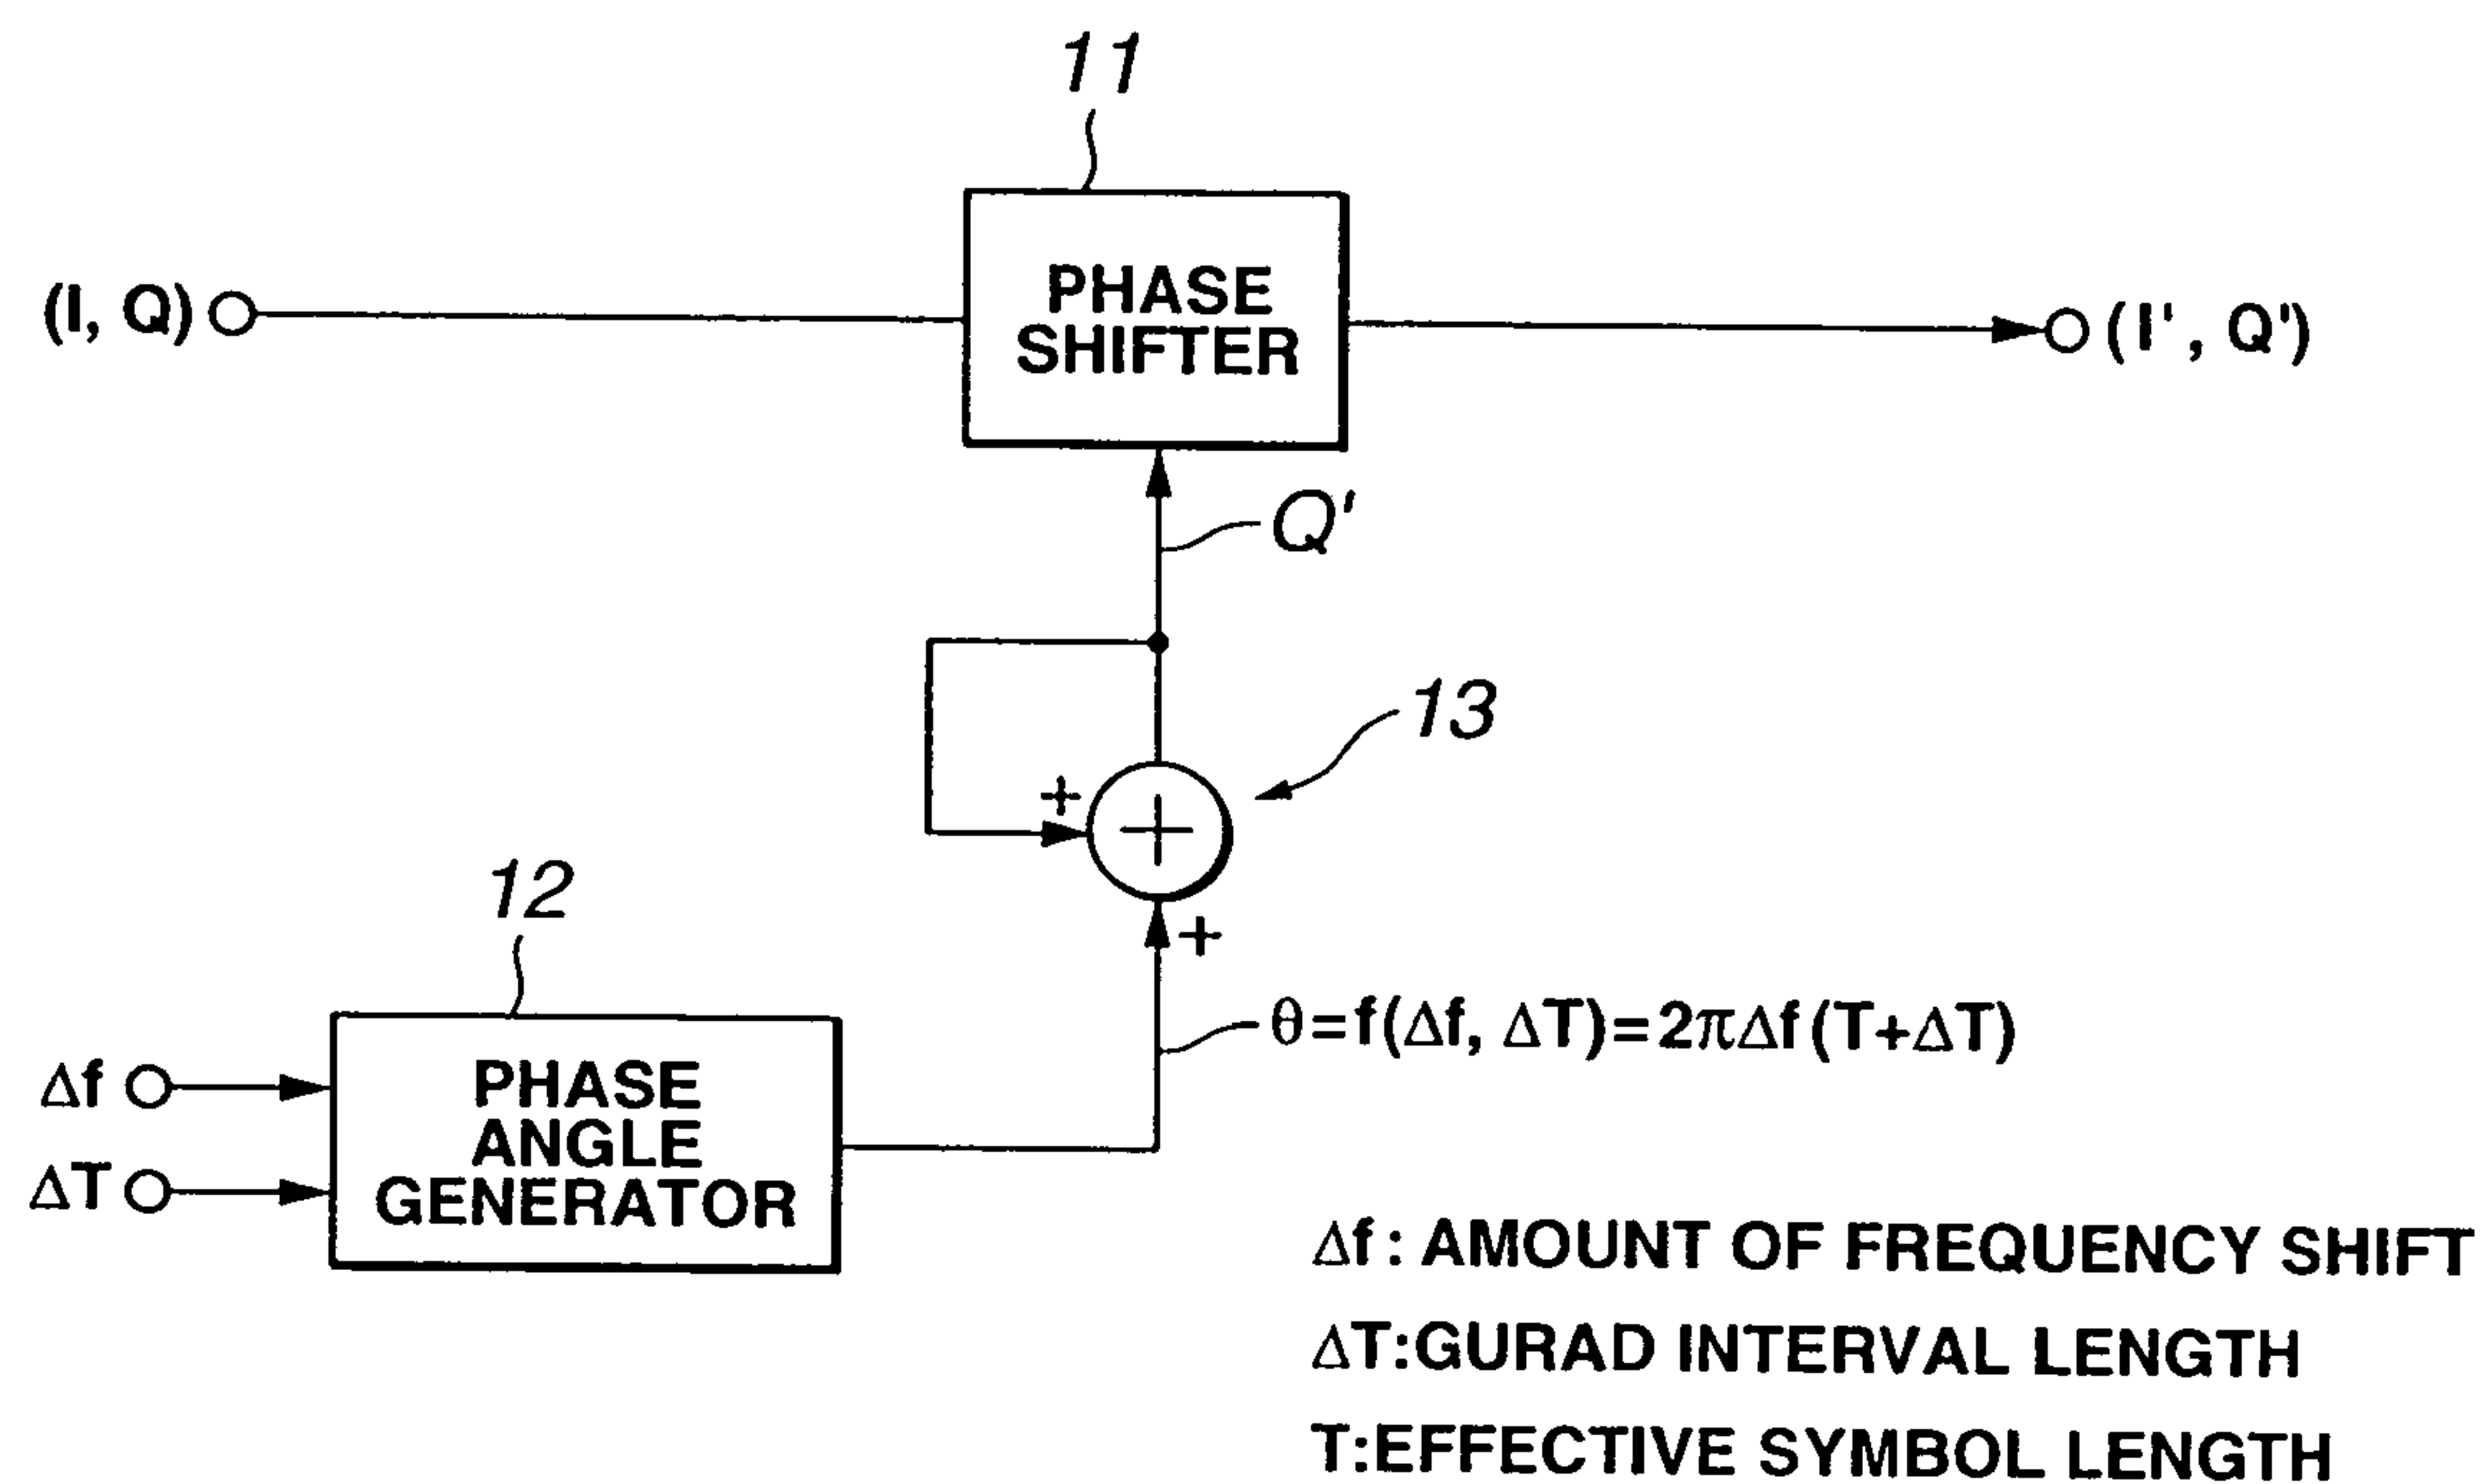 11
PHASE
SHIFTER
(I, Q)
(I', Q')
Q'
13
+
+
+
12
θ=f(Δf, ΔT)=2πΔf(T+ΔT)
Δf
ΔT
PHASE
ANGLE
GENERATOR
Δf: AMOUNT OF FREQUENCY SHIFT
ΔT:GURAD INTERVAL LENGTH
T:EFFECTIVE SYMBOL LENGTH